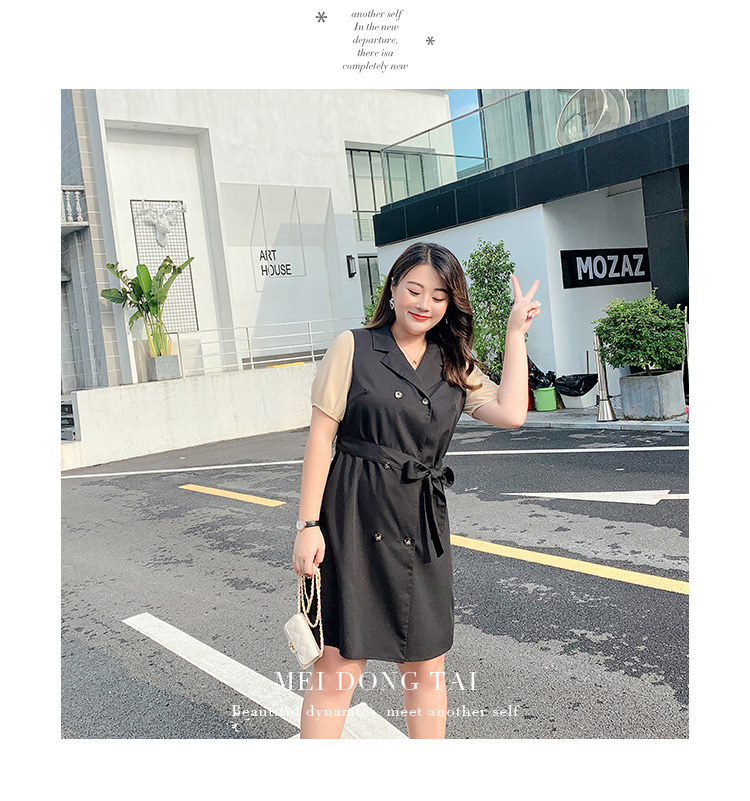 another self
In the new
departure,
there isa
completely new
ART
HOUSE
MOZAZ
MEI DONG TAI
Beautiful dynamics meet another self